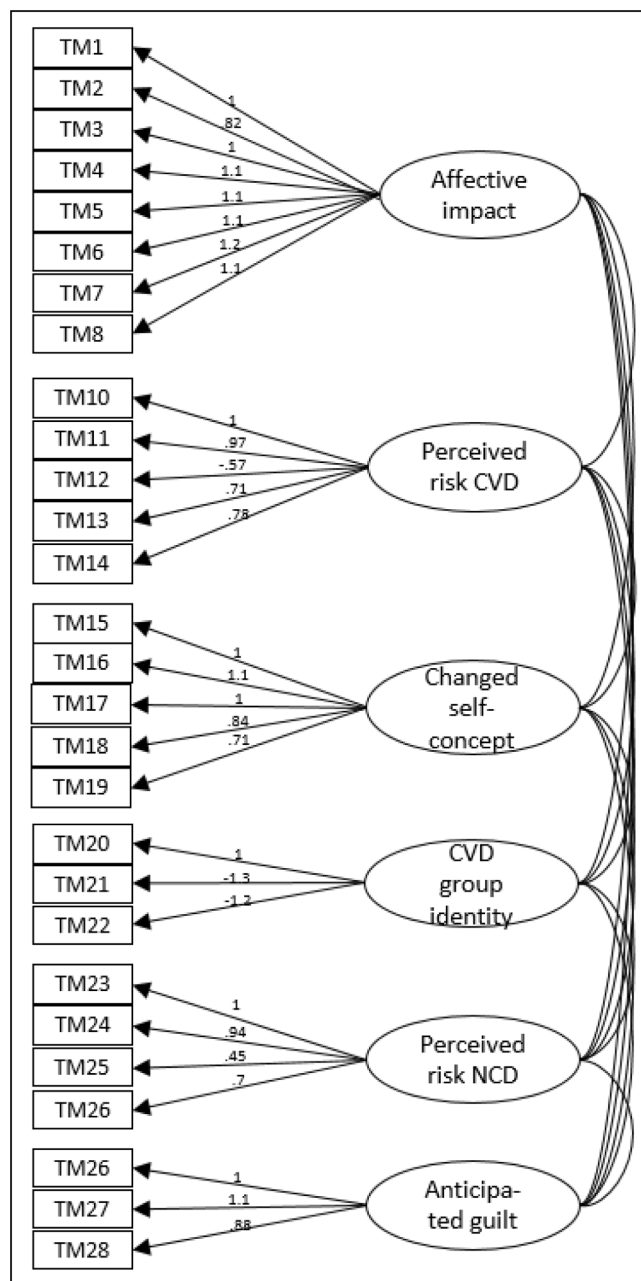 TM1
TM2
TM3
TM4
TM5
TM6
TM7
TM8
1
.82
1
1.1
1.1
1.1
1.2
1.1
Affective
impact
TM10
TM11
TM12
TM13
TM14
1
.97
-.57
.71
.78
Perceived
risk CVD
TM15
TM16
TM17
TM18
TM19
1
1.1
1
.84
.71
Changed
self-
concept
TM20
TM21
TM22
1
-1.3
-1.2
CVD
group
identity
TM23
TM24
TM25
TM26
1
.94
.45
.7
Perceived
risk NCD
TM26
TM27
TM28
1
1.1
.88
Anticipa-
ted guilt